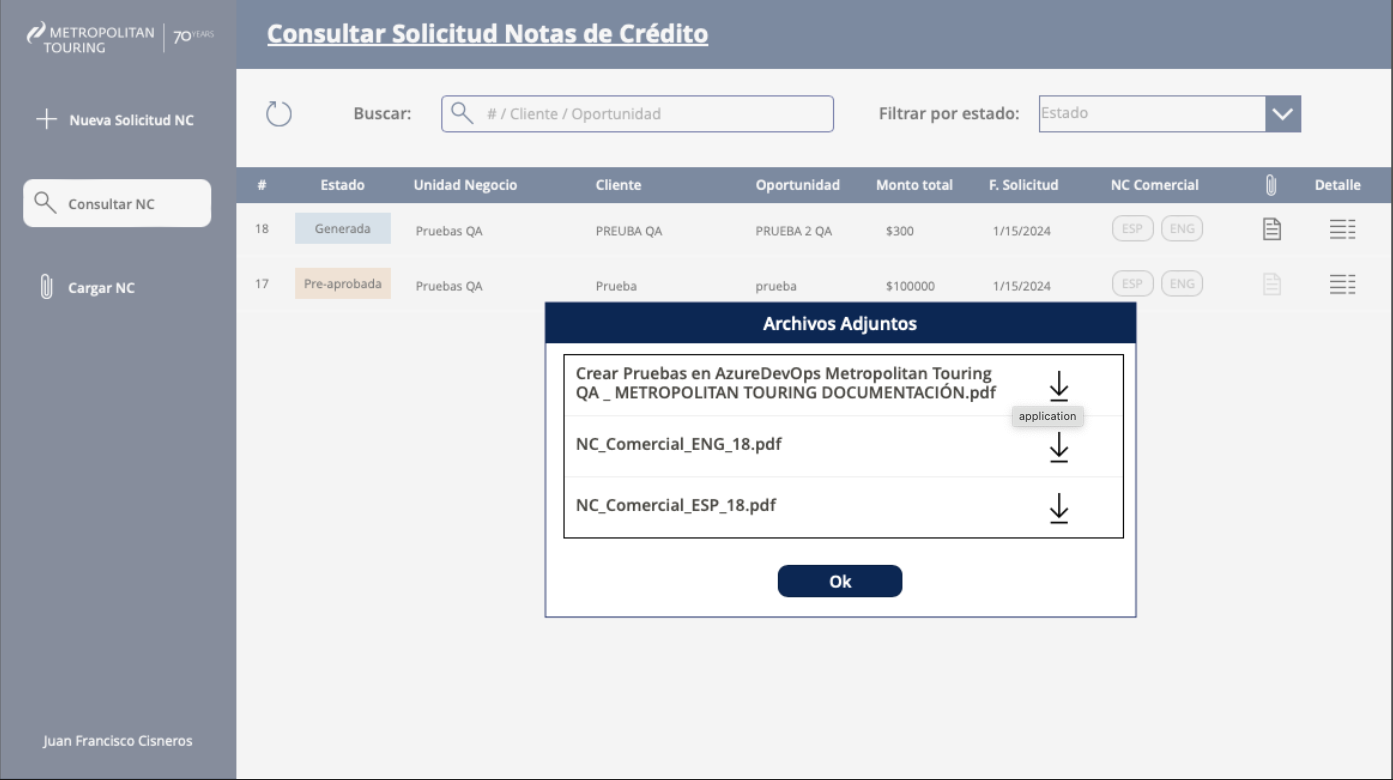 METROPOLITAN
TOURING
70 YEARS
Consultar Solicitud Notas de Crédito
Nueva Solicitud NC
Buscar:
# / Cliente / Oportunidad
Filtrar por estado:
Estado
Consultar NC
Cargar NC
# Estado Unidad Negocio Cliente Oportunidad Monto total F. Solicitud NC Comercial Detalle
18 Generada Pruebas QA PREUBA QA PRUEBA 2 QA $300 1/15/2024 ESP ENG
17 Pre-aprobada Pruebas QA Prueba prueba $100000 1/15/2024 ESP ENG
Archivos Adjuntos
Crear Pruebas en AzureDevOps Metropolitan Touring
QA _ METROPOLITAN TOURING DOCUMENTACIÓN.pdf
application
NC_Comercial_ENG_18.pdf
NC_Comercial_ESP_18.pdf
Ok
Juan Francisco Cisneros